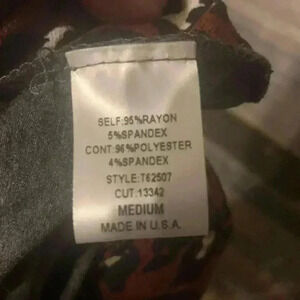 SELF:95%RAYON
5%SPANDEX
CONT:96%POLYESTER
4%SPANDEX
STYLE:T62507
CUT:13342
MEDIUM
MADE IN U.S.A.